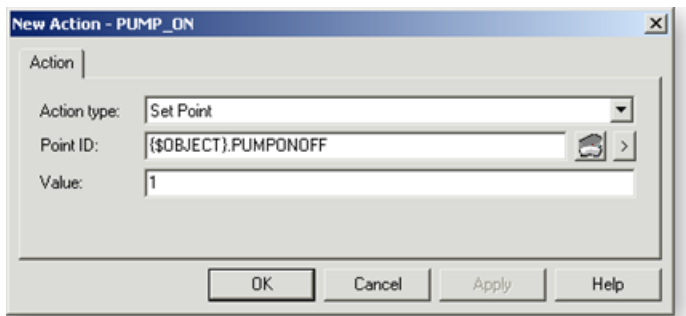 New Action - PUMP_ON
Action
Action type: Set Point
Point ID: {$OBJECT}.PUMPONOFF >
Value: 1
OK Cancel Apply Help